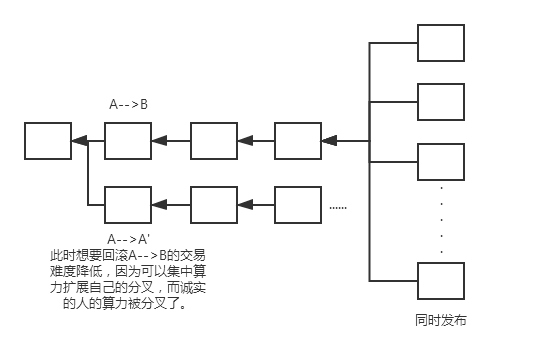 A-->B
......
A-->A'
此时想要回滚A-->B的交易
难度降低，因为可以集中算
力扩展自己的分叉，而诚实
的人的算力被分叉了。
同时发布